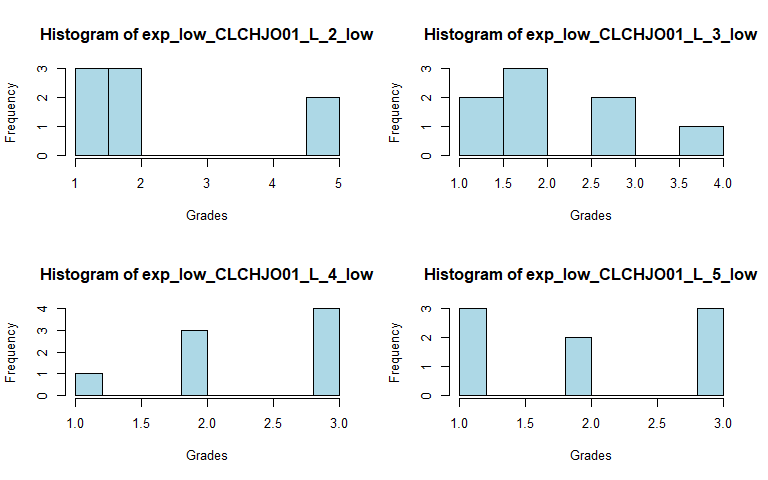 Histogram of exp_low_CLCHJO01_L_2_low
Frequency
3
2
1
0
1 2 3 4 5
Grades
Histogram of exp_low_CLCHJO01_L_3_low
Frequency
3
2
1
0
1.0 1.5 2.0 2.5 3.0 3.5 4.0
Grades
Histogram of exp_low_CLCHJO01_L_4_low
Frequency
4
3
2
1
0
1.0 1.5 2.0 2.5 3.0
Grades
Histogram of exp_low_CLCHJO01_L_5_low
Frequency
3
2
1
0
1.0 1.5 2.0 2.5 3.0
Grades